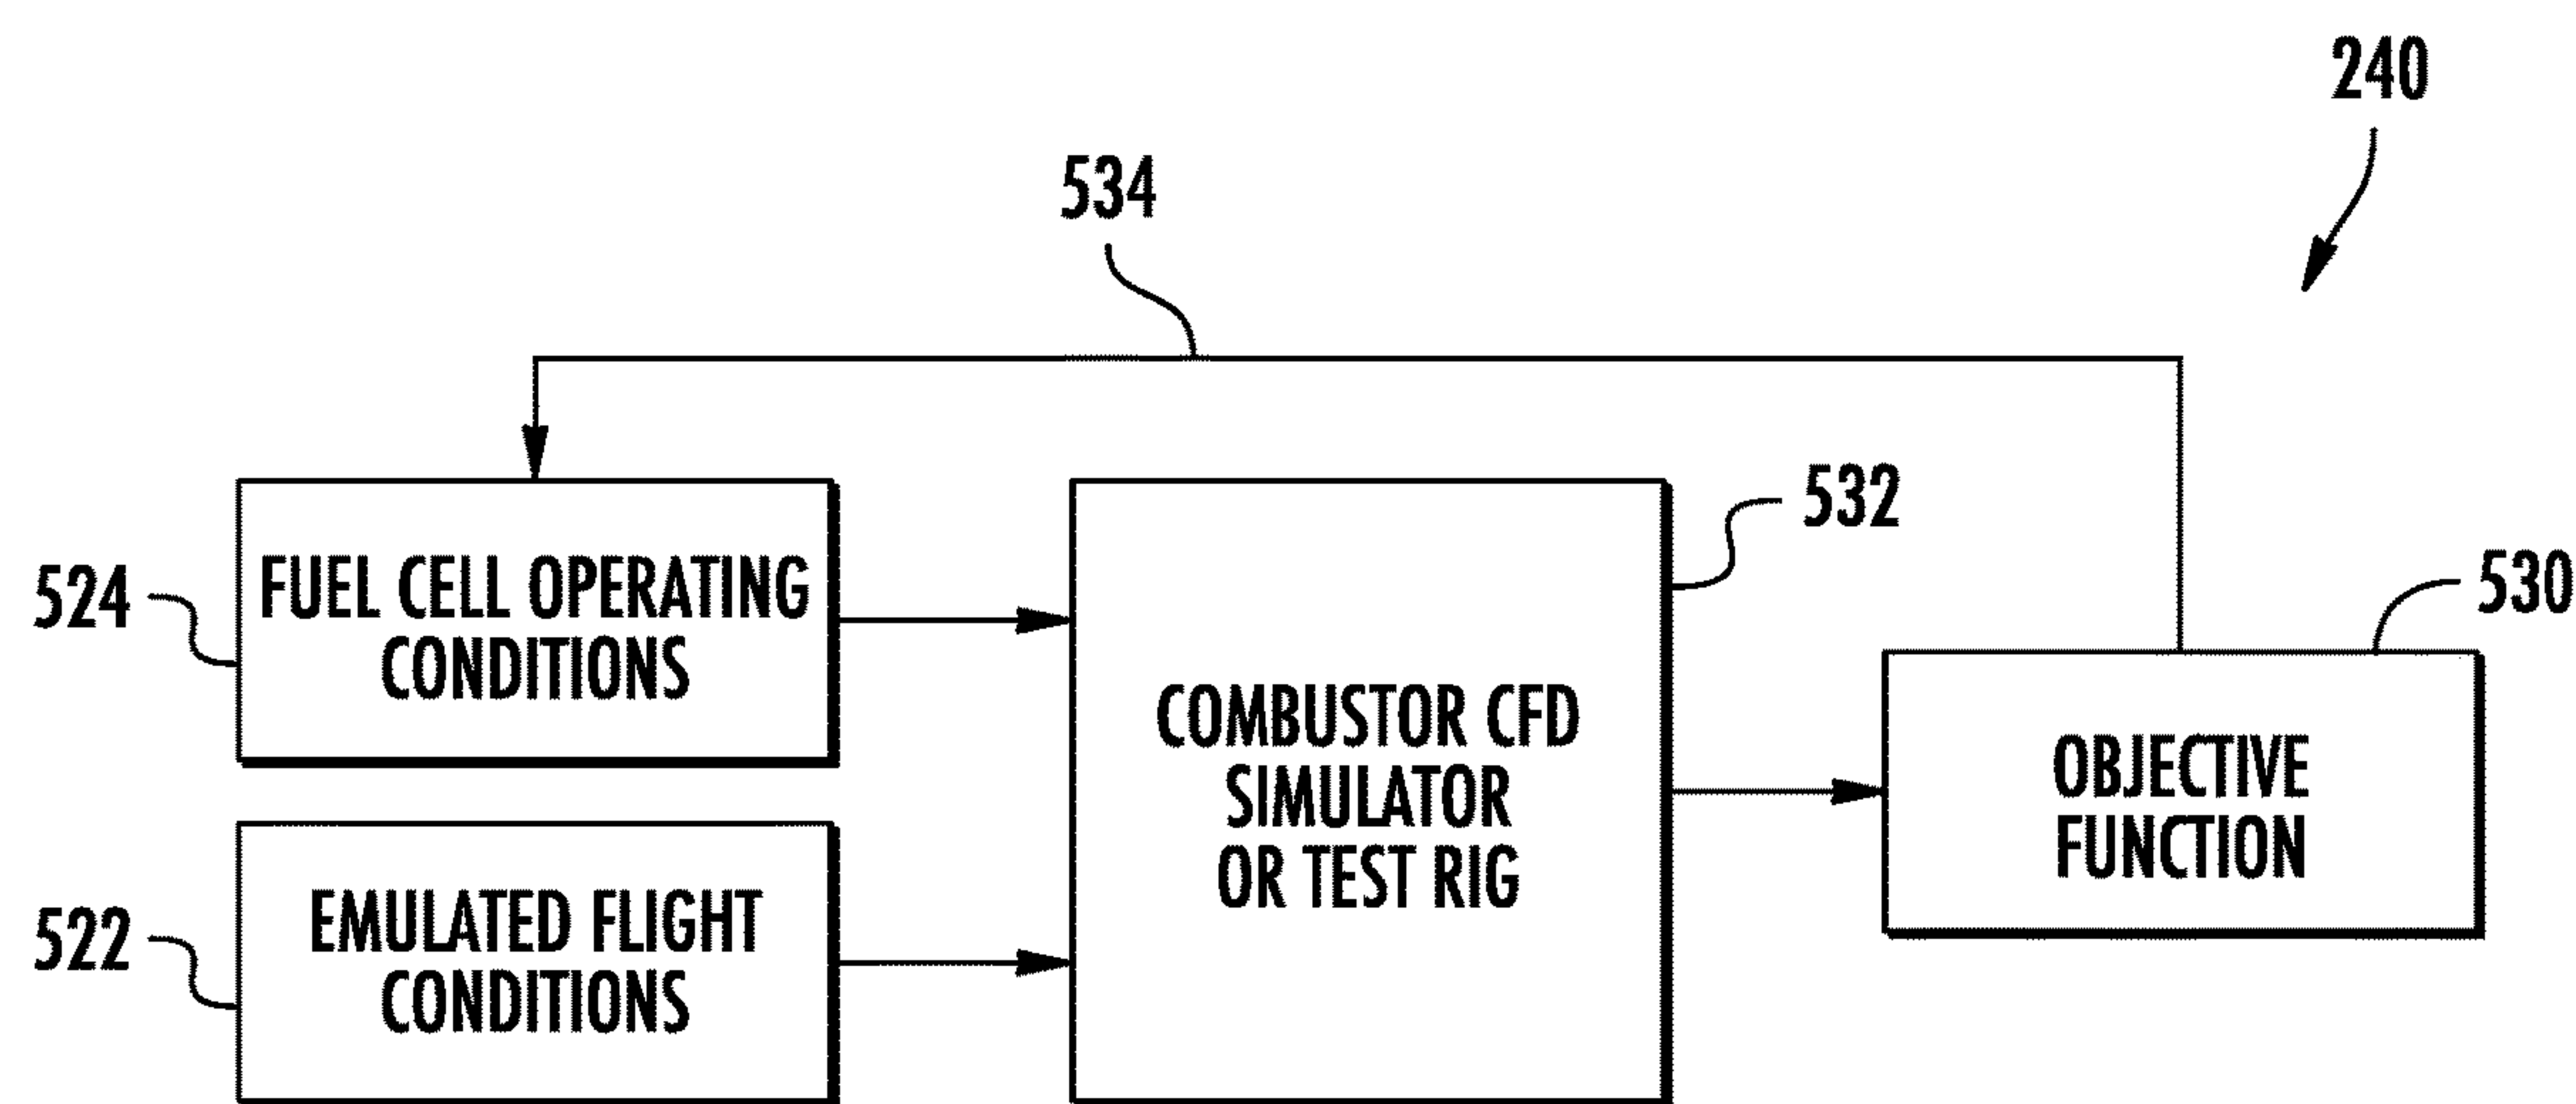 240
534
532
530
524
FUEL CELL OPERATING
CONDITIONS
COMBUSTOR CFD
SIMULATOR
OR TEST RIG
OBJECTIVE
FUNCTION
522
EMULATED FLIGHT
CONDITIONS